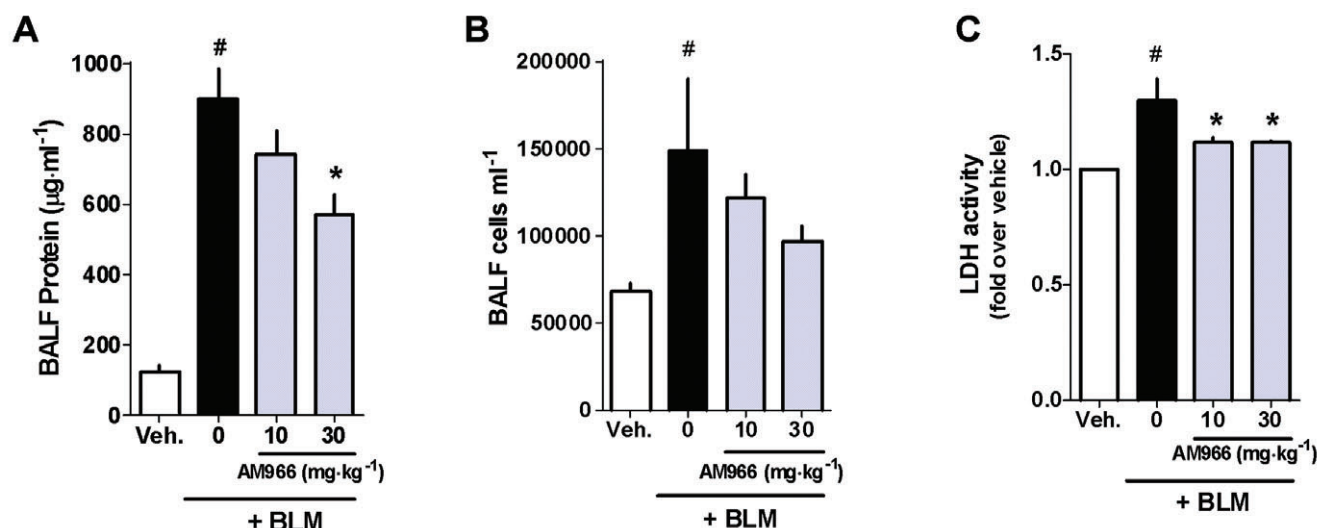 A
#
1000
800
600
400
200
0
BALF Protein (µg·ml⁻¹)
*
Veh. 0 10 30
AM966 (mg·kg⁻¹)
+ BLM
B
#
200000
150000
100000
50000
0
BALF cells ml⁻¹
Veh. 0 10 30
AM966 (mg·kg⁻¹)
+ BLM
C
#
1.5
1.0
0.5
0.0
LDH activity
(fold over vehicle)
* *
Veh. 0 10 30
AM966 (mg·kg⁻¹)
+ BLM